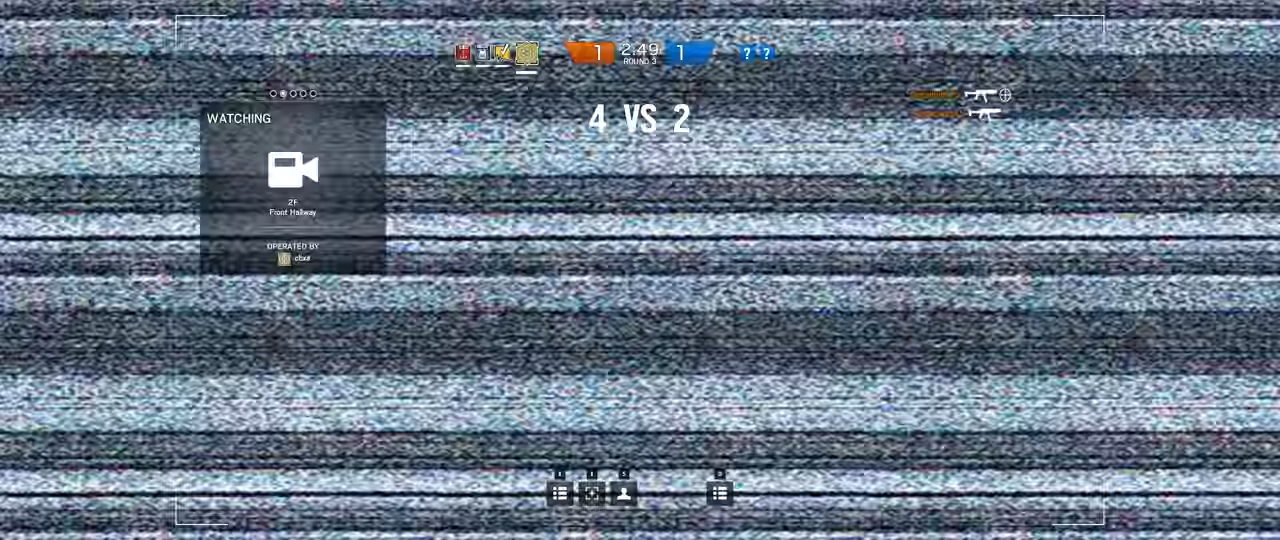 1 2:49 1 ? ?
ROUND 3
WATCHING
4 VS 2
2F
Front Hallway
OPERATED BY